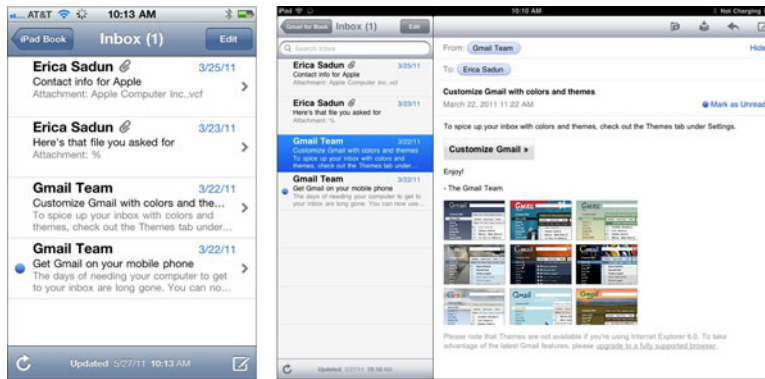 AT&T 10:13 AM
iPad Book Inbox (1) Edit
Erica Sadun 3/25/11
Contact info for Apple
Attachment: Apple Computer Inc..vcf
Erica Sadun 3/23/11
Here's that file you asked for
Attachment: %
Gmail Team 3/22/11
Customize Gmail with colors and the...
To spice up your inbox with colors and
themes, check out the Themes tab under...
Gmail Team 3/22/11
Get Gmail on your mobile phone
The days of needing your computer to get
to your inbox are long gone. You can no...
Updated 5/27/11 10:13 AM
iPad 10:10 AM Not Charging
Gmail for Book Inbox (1) Edit
Search Inbox
Erica Sadun 3/25/11
Contact info for Apple
Attachment: Apple Computer Inc..vcf
Erica Sadun 3/23/11
Here's that file you asked for
Attachment: %
Gmail Team 3/22/11
Customize Gmail with colors and themes
To spice up your inbox with colors and
themes, check out the Themes tab under...
Gmail Team 3/22/11
Get Gmail on your mobile phone
The days of needing your computer to get to
your inbox are long gone. You can now use...
Updated 5/27/11 10:10 AM
From: Gmail Team Hide
To: Erica Sadun
Customize Gmail with colors and themes
March 22, 2011 11:22 AM Mark as Unread
To spice up your inbox with colors and themes, check out the Themes tab under Settings.
Customize Gmail »
Enjoy!
- The Gmail Team
Please note that Themes are not available if you're using Internet Explorer 6.0. To take
advantage of the latest Gmail features, please upgrade to a fully supported browser.